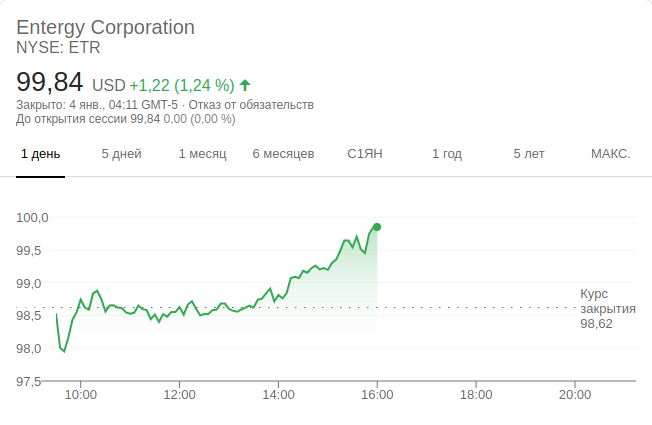 Entergy Corporation
NYSE: ETR
99,84 USD +1,22 (1,24 %)
Закрыто: 4 янв., 04:11 GMT-5 · Отказ от обязательств
До открытия сессии 99,84 0,00 (0,00 %)
1 день 5 дней 1 месяц 6 месяцев С1ЯН 1 год 5 лет МАКС.
100,0
99,5
99,0
98,5
98,0
97,5
Курс
закрытия
98,62
10:00 12:00 14:00 16:00 18:00 20:00